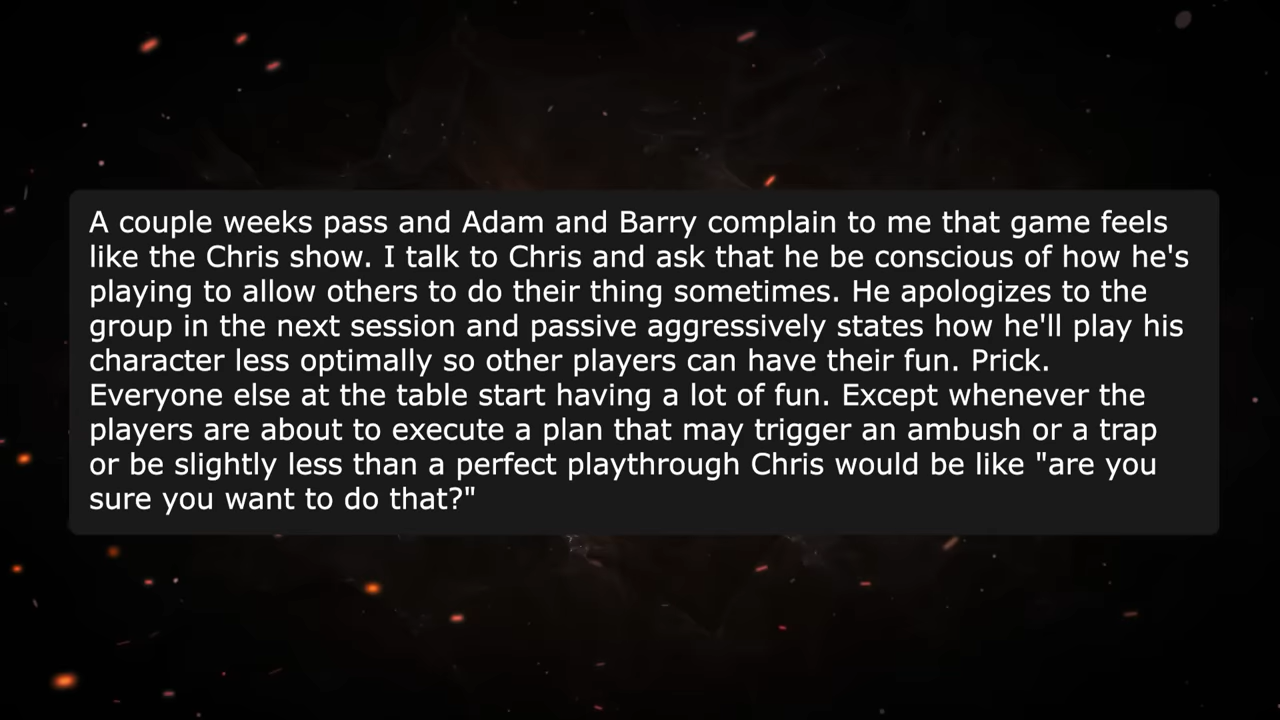 A couple weeks pass and Adam and Barry complain to me that game feels
like the Chris show. I talk to Chris and ask that he be conscious of how he's
playing to allow others to do their thing sometimes. He apologizes to the
group in the next session and passive aggressively states how he'll play his
character less optimally so other players can have their fun. Prick.
Everyone else at the table start having a lot of fun. Except whenever the
players are about to execute a plan that may trigger an ambush or a trap
or be slightly less than a perfect playthrough Chris would be like "are you
sure you want to do that?"